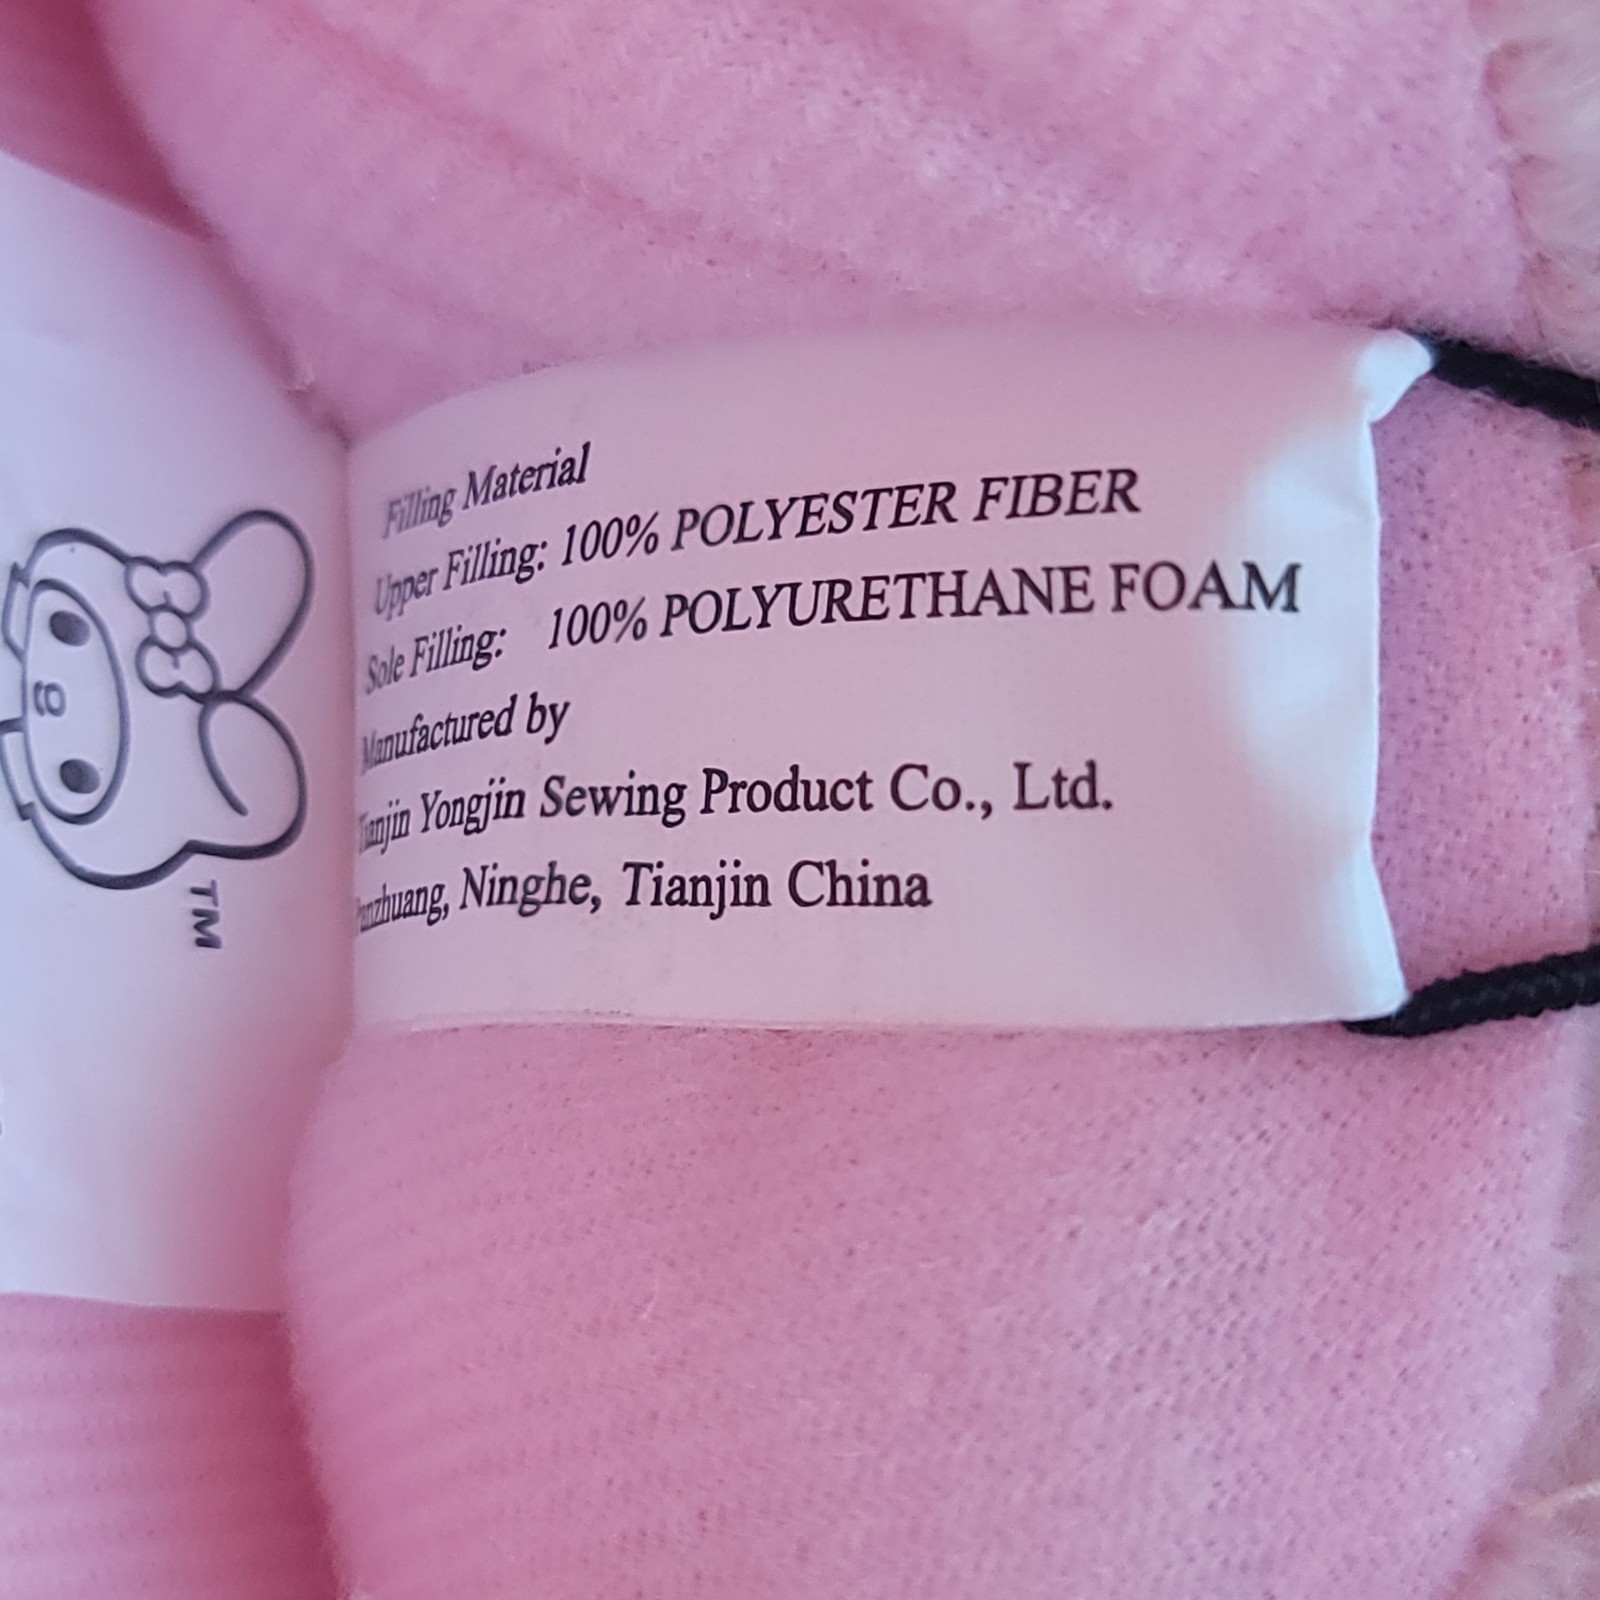 Filling Material
Upper Filling: 100% POLYESTER FIBER
Sole Filling: 100% POLYURETHANE FOAM
Manufactured by
Tianjin Yongjin Sewing Product Co., Ltd.
Ninghe, Tianjin China
TM